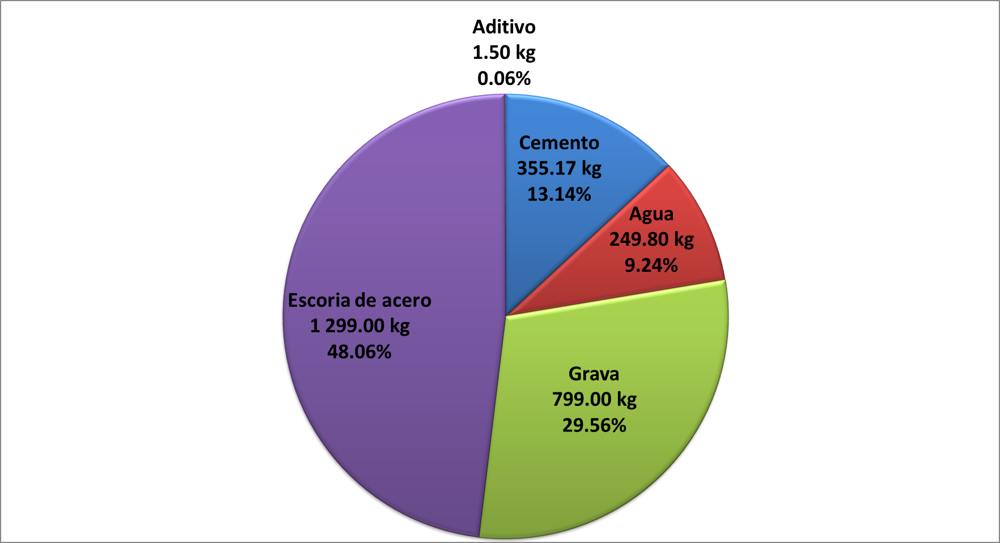 Aditivo
1.50 kg
0.06%
Cemento
355.17 kg
13.14%
Agua
249.80 kg
9.24%
Escoria de acero
1 299.00 kg
48.06%
Grava
799.00 kg
29.56%